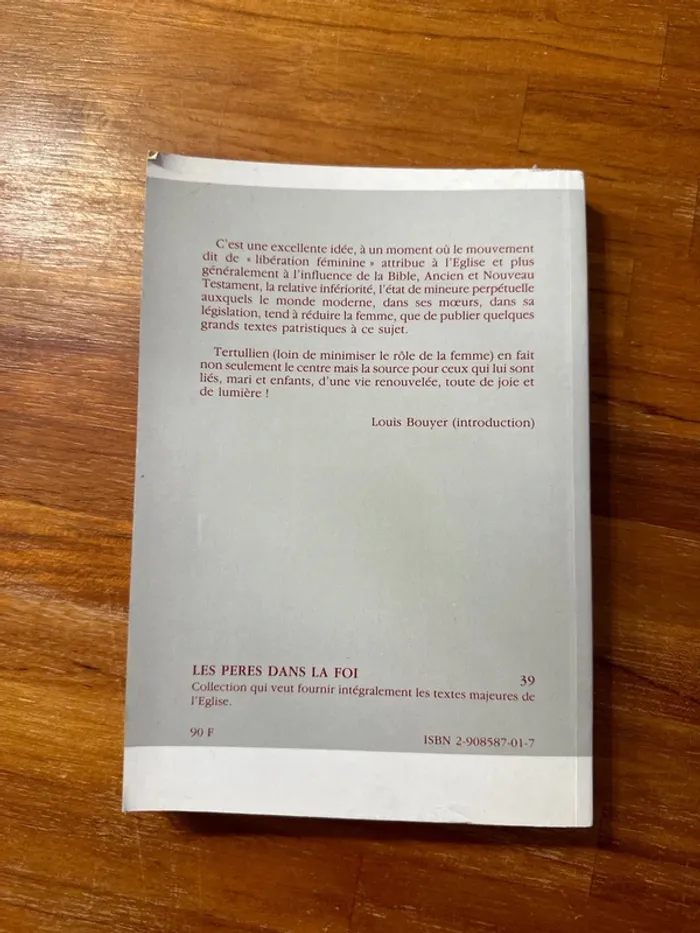 C'est une excellente idée, à un moment où le mouvement
dit de « libération féminine » attribue à l'Eglise et plus
généralement à l'influence de la Bible, Ancien et Nouveau
Testament, la relative infériorité, l'état de mineure perpétuelle
auxquels le monde moderne, dans ses mœurs, dans sa
législation, tend à réduire la femme, que de publier quelques
grands textes patristiques à ce sujet.
Tertullien (loin de minimiser le rôle de la femme) en fait
non seulement le centre mais la source pour ceux qui lui sont
liés, mari et enfants, d'une vie renouvelée, toute de joie et
de lumière !
Louis Bouyer (introduction)
LES PERES DANS LA FOI 39
Collection qui veut fournir intégralement les textes majeures de
l'Eglise.
90 F ISBN 2-908587-01-7